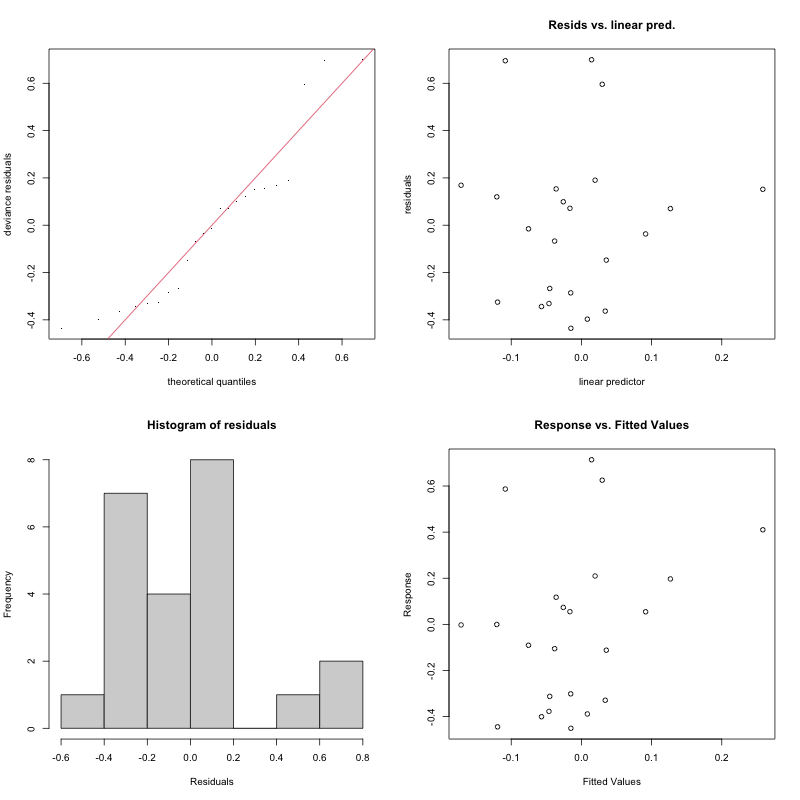 deviance residuals
0.6
0.4
0.2
0.0
-0.2
-0.4
-0.6 -0.4 -0.2 0.0 0.2 0.4 0.6
theoretical quantiles
Resids vs. linear pred.
residuals
0.6
0.4
0.2
0.0
-0.2
-0.4
-0.1 0.0 0.1 0.2
linear predictor
Histogram of residuals
Frequency
8
6
4
2
0
-0.6 -0.4 -0.2 0.0 0.2 0.4 0.6 0.8
Residuals
Response vs. Fitted Values
Response
0.6
0.4
0.2
0.0
-0.2
-0.4
-0.1 0.0 0.1 0.2
Fitted Values